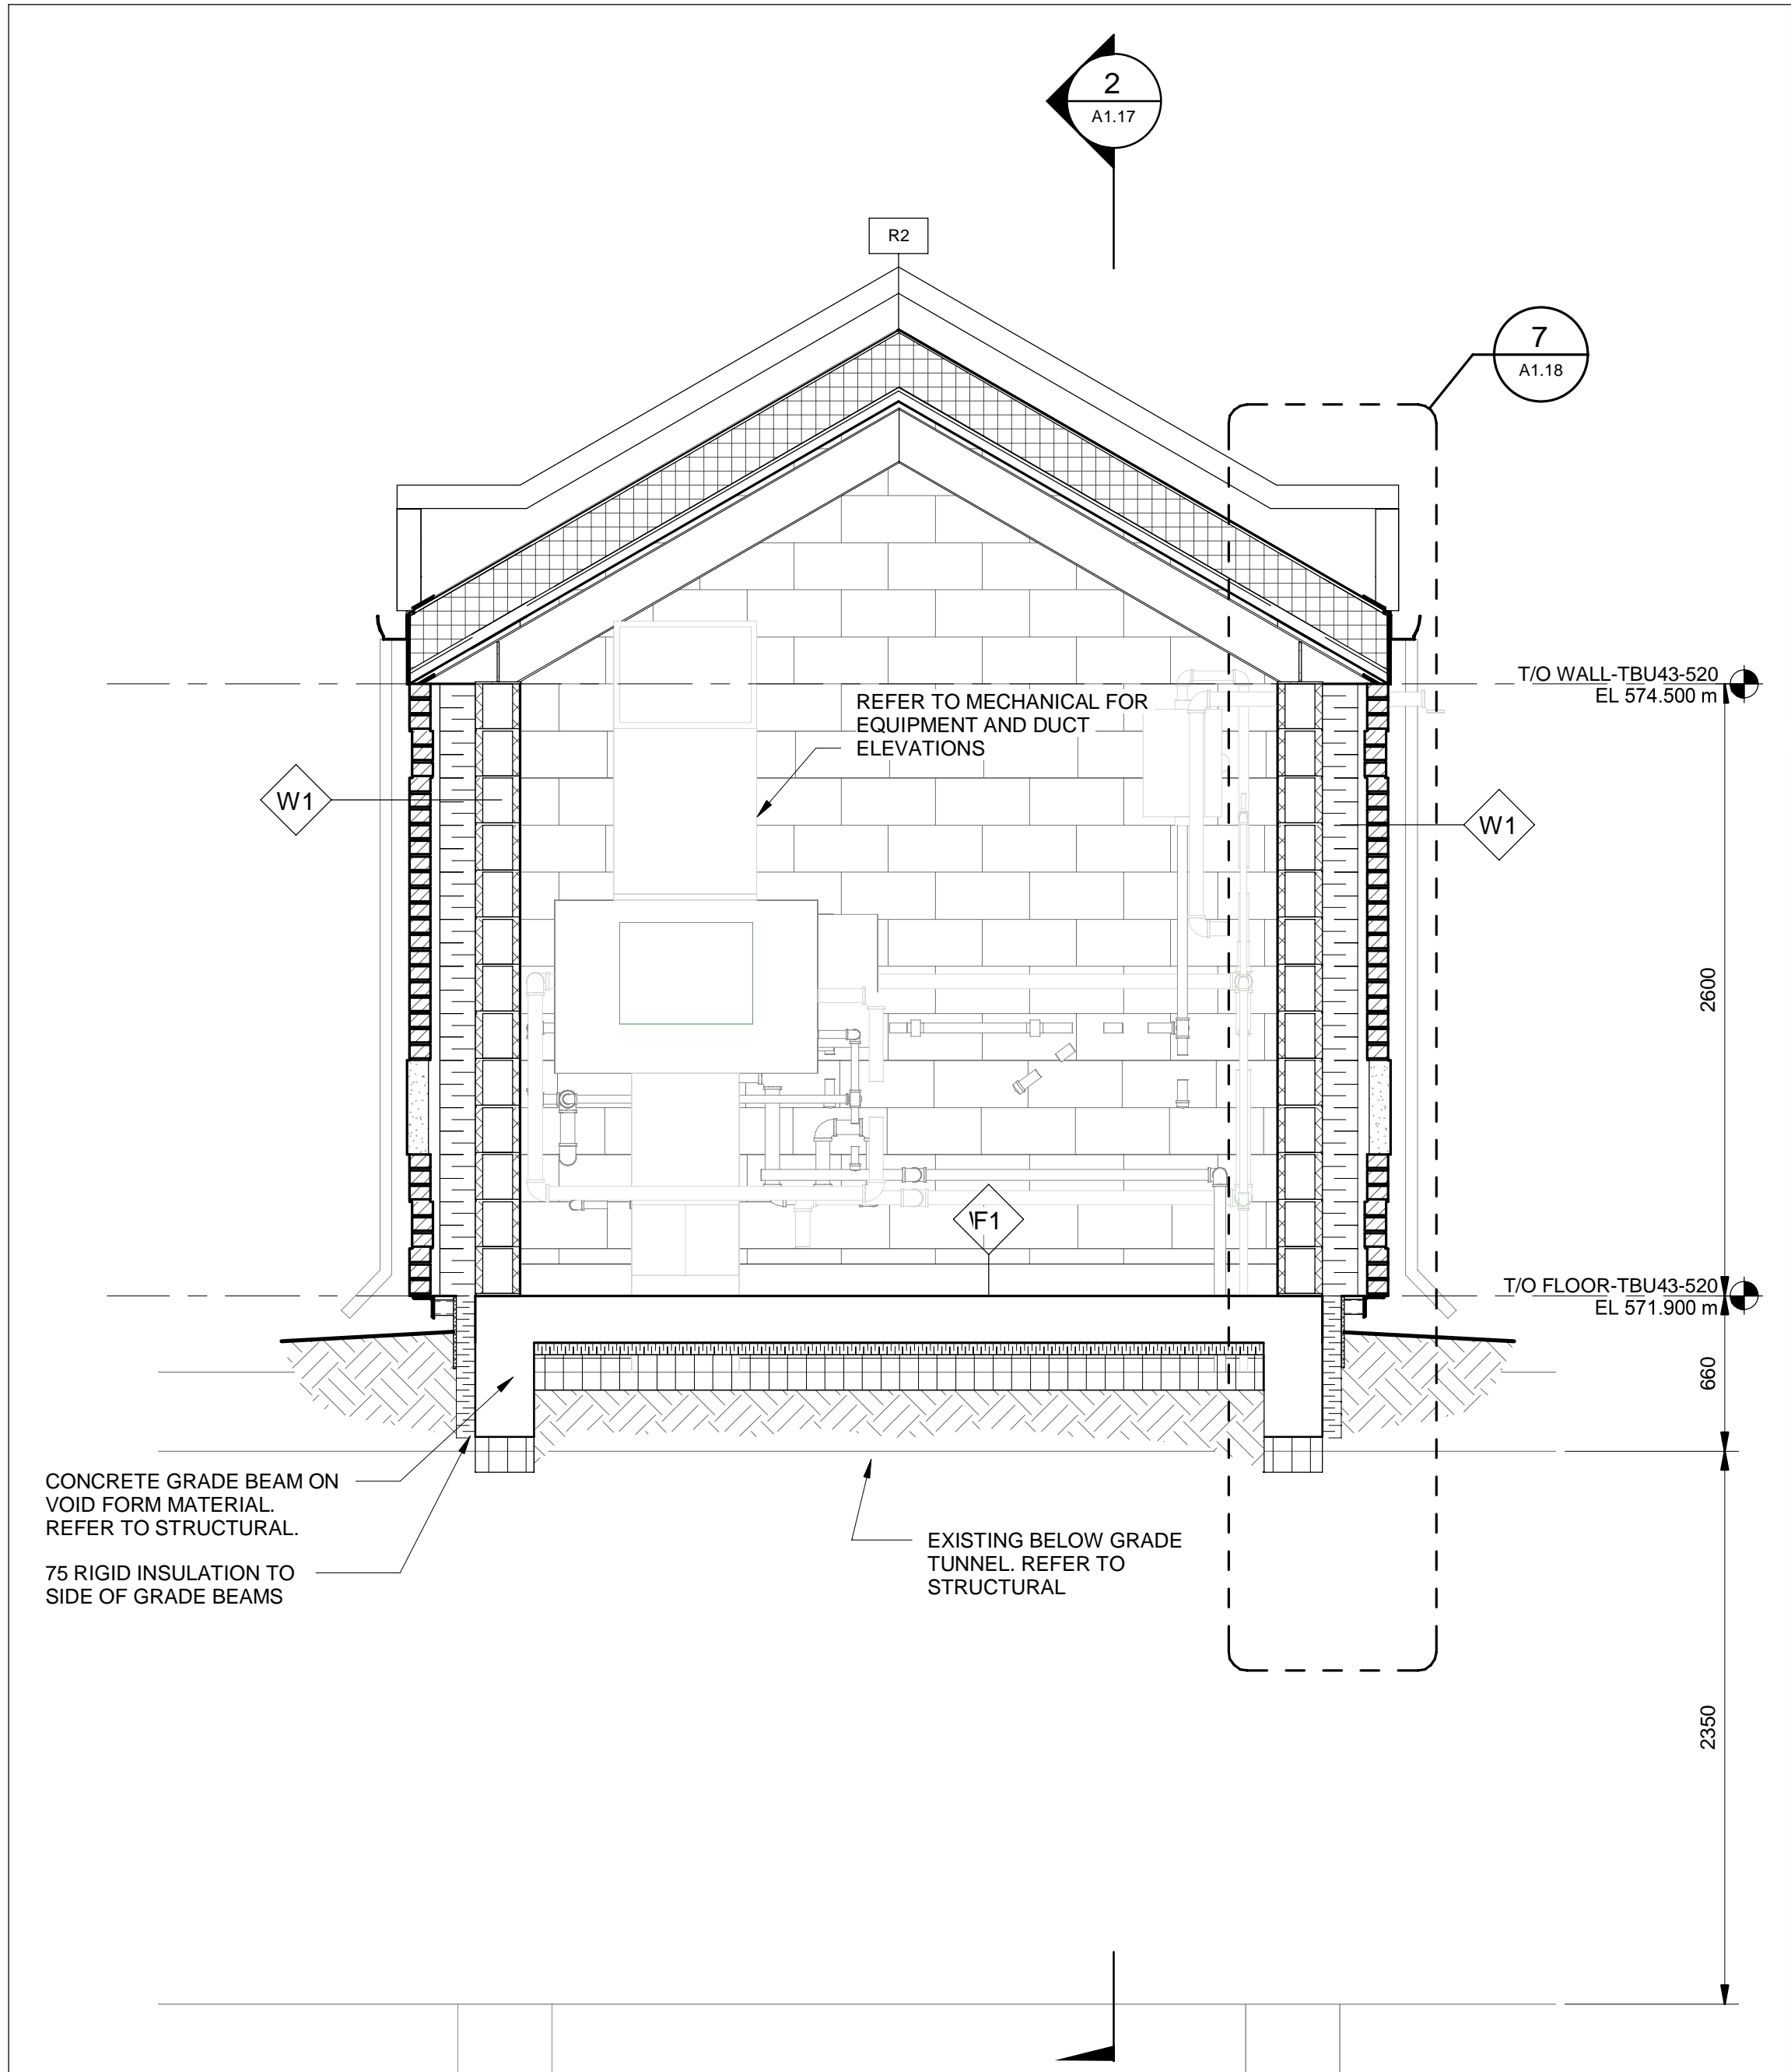 2
A1.17
R2
7
A1.18
T/O WALL-TBU43-520
EL 574.500 m
REFER TO MECHANICAL FOR
EQUIPMENT AND DUCT
ELEVATIONS
W1
W1
2600
F1
T/O FLOOR-TBU43-520
EL 571.900 m
660
CONCRETE GRADE BEAM ON
VOID FORM MATERIAL.
REFER TO STRUCTURAL.
75 RIGID INSULATION TO
SIDE OF GRADE BEAMS
EXISTING BELOW GRADE
TUNNEL. REFER TO
STRUCTURAL
2350